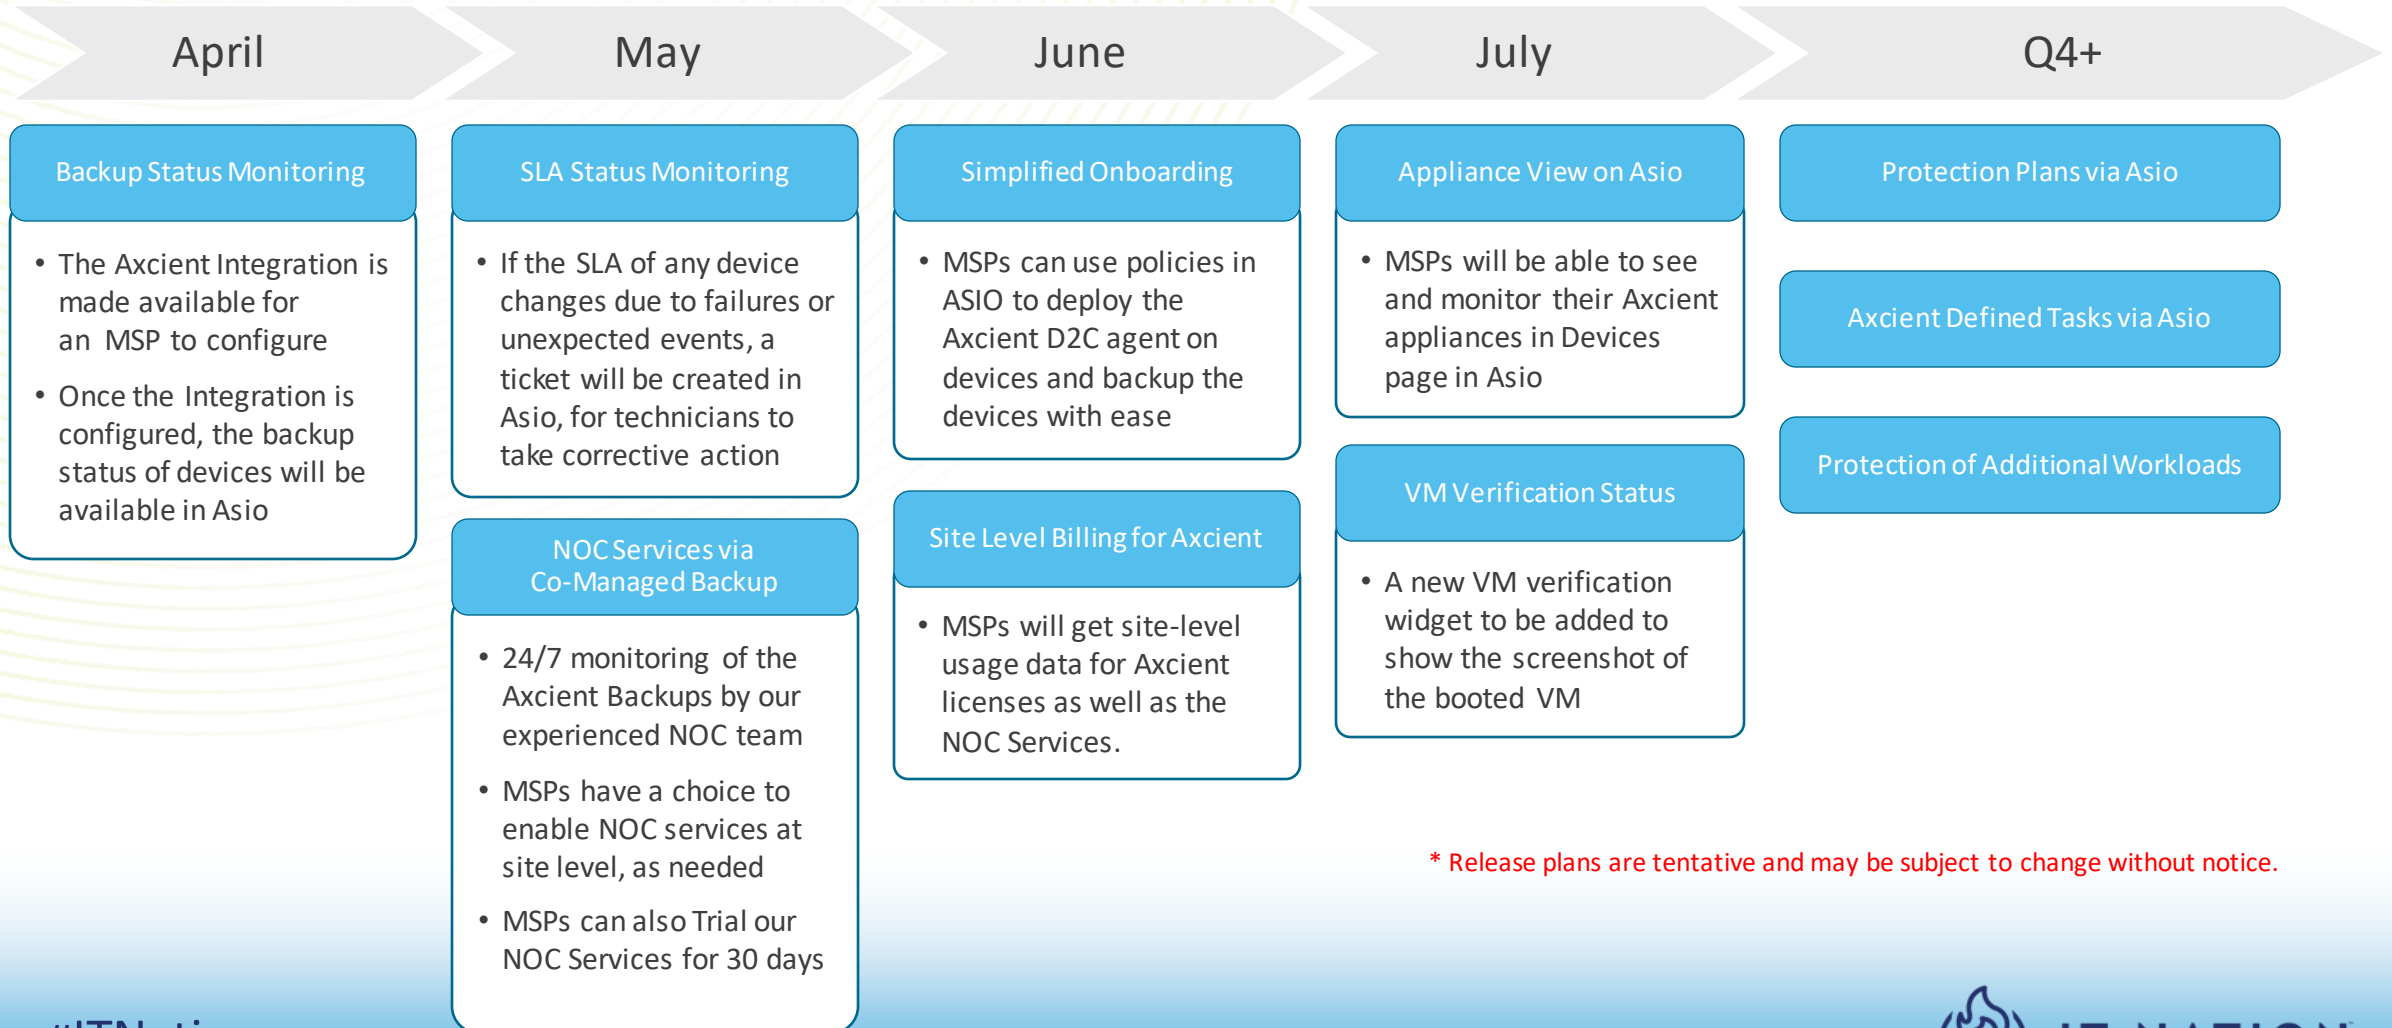 April
May
June
July
Q4+
Backup Status Monitoring
• The Axcient Integration is
made available for
an MSP to configure
• Once the Integration is
configured, the backup
status of devices will be
available in Asio
SLA Status Monitoring
• If the SLA of any device
changes due to failures or
unexpected events, a
ticket will be created in
Asio, for technicians to
take corrective action
NOC Services via
Co-Managed Backup
• 24/7 monitoring of the
Axcient Backups by our
experienced NOC team
• MSPs have a choice to
enable NOC services at
site level, as needed
• MSPs can also Trial our
NOC Services for 30 days
Simplified Onboarding
• MSPs can use policies in
ASIO to deploy the
Axcient D2C agent on
devices and backup the
devices with ease
Site Level Billing for Axcient
• MSPs will get site-level
usage data for Axcient
licenses as well as the
NOC Services.
Appliance View on Asio
• MSPs will be able to see
and monitor their Axcient
appliances in Devices
page in Asio
VM Verification Status
• A new VM verification
widget to be added to
show the screenshot of
the booted VM
Protection Plans via Asio
Axcient Defined Tasks via Asio
Protection of Additional Workloads
* Release plans are tentative and may be subject to change without notice.
IT NATION